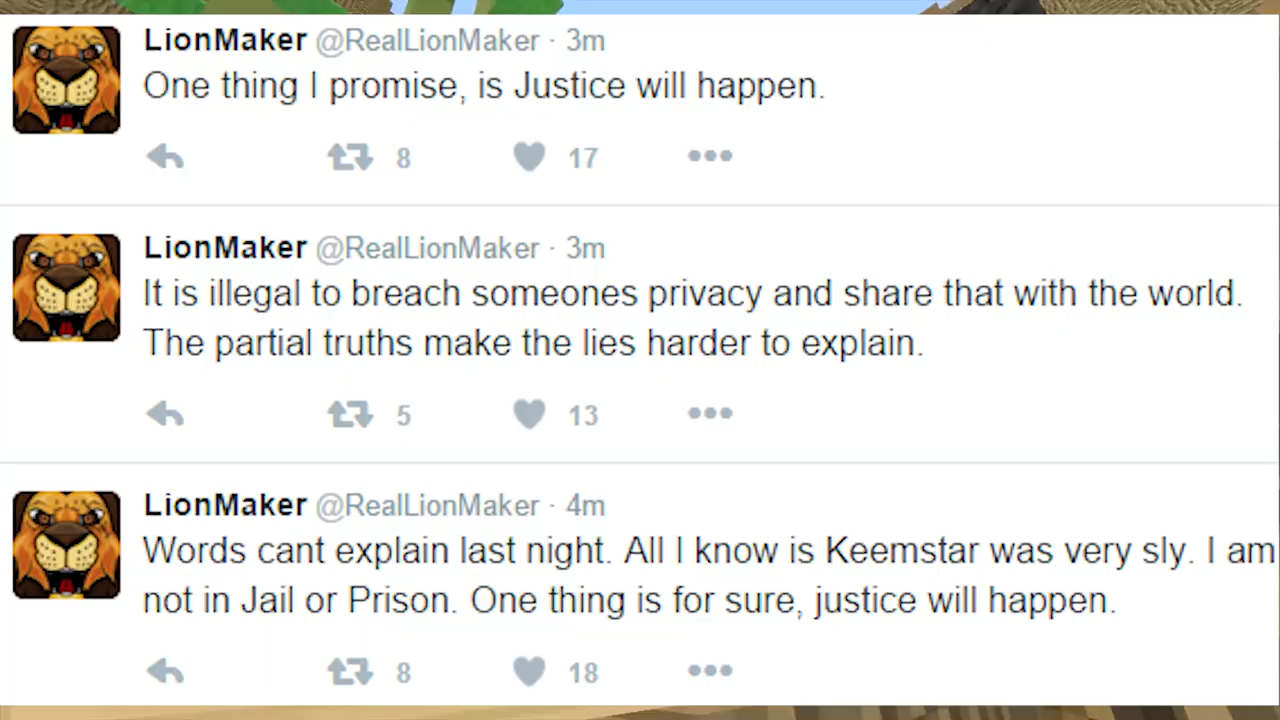 LionMaker @RealLionMaker · 3m
One thing I promise, is Justice will happen.
8 17
LionMaker @RealLionMaker · 3m
It is illegal to breach someones privacy and share that with the world.
The partial truths make the lies harder to explain.
5 13
LionMaker @RealLionMaker · 4m
Words cant explain last night. All I know is Keemstar was very sly. I am
not in Jail or Prison. One thing is for sure, justice will happen.
8 18